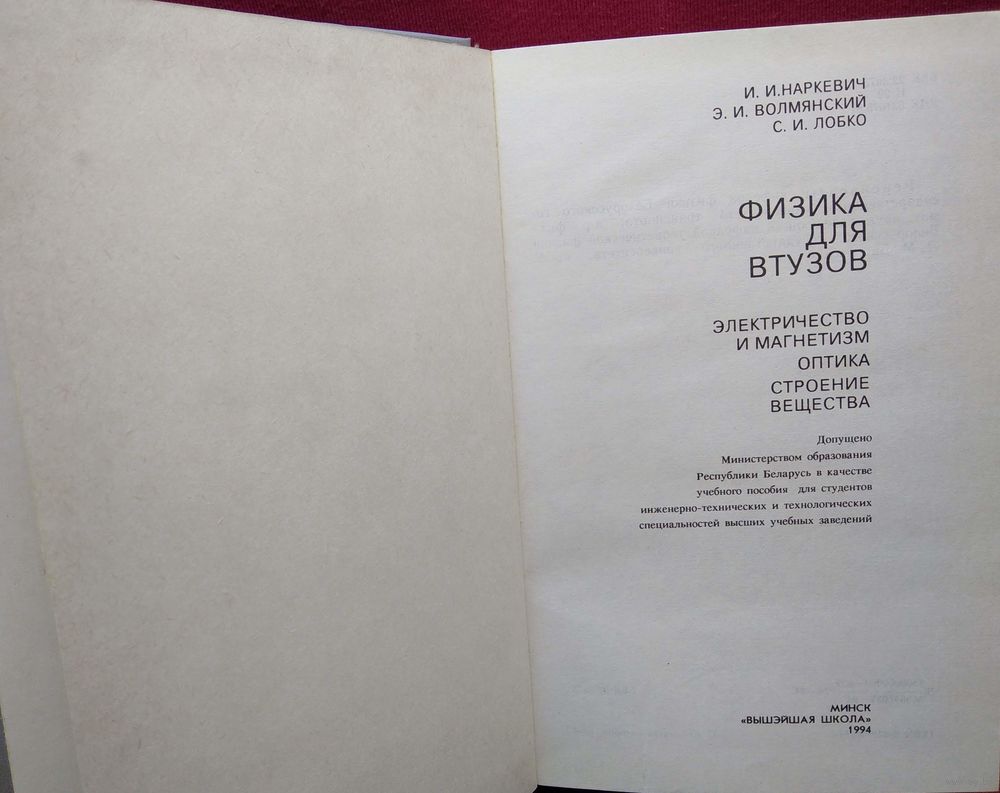 И. И.НАРКЕВИЧ
Э. И. ВОЛМЯНСКИЙ
С. И. ЛОБКО
ФИЗИКА
ДЛЯ
ВТУЗОВ
ЭЛЕКТРИЧЕСТВО
И МАГНЕТИЗМ
ОПТИКА
СТРОЕНИЕ
ВЕЩЕСТВА
Допущено
Министерством образования
Республики Беларусь в качестве
учебного пособия для студентов
инженерно-технических и технологических
специальностей высших учебных заведений
МИНСК
«ВЫШЭЙШАЯ ШКОЛА»
1994